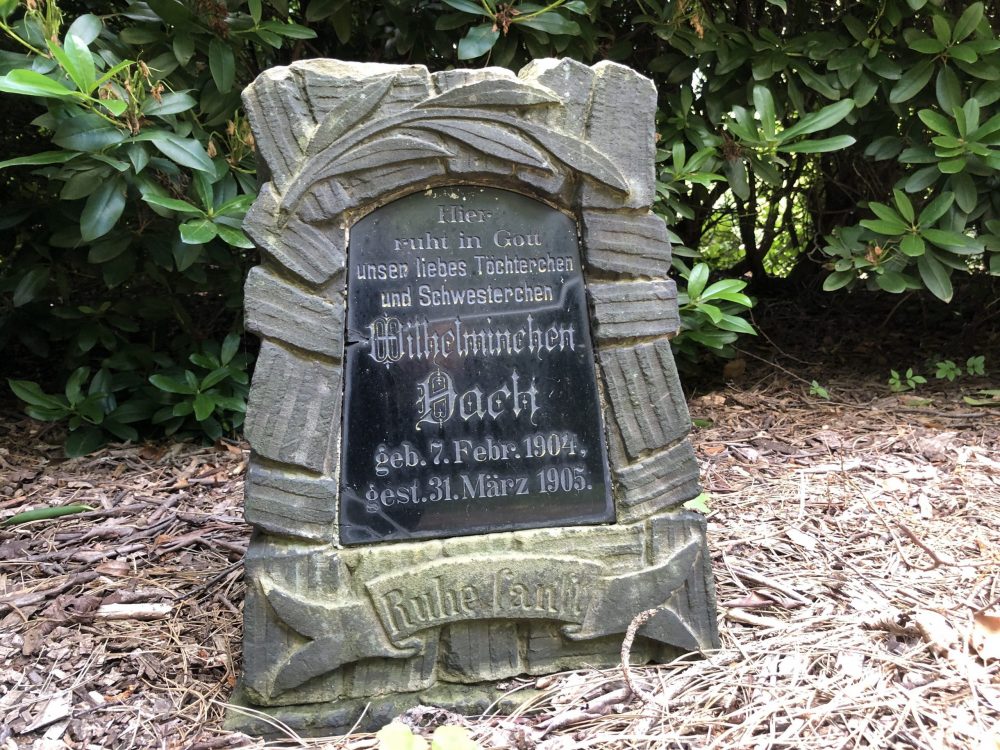 Hier
ruht in Gott
unser liebes Töchterchen
und Schwesterchen
Wilhelminchen
Dach
geb. 7. Febr. 1904,
gest. 31. März 1905.
Ruhe sanft